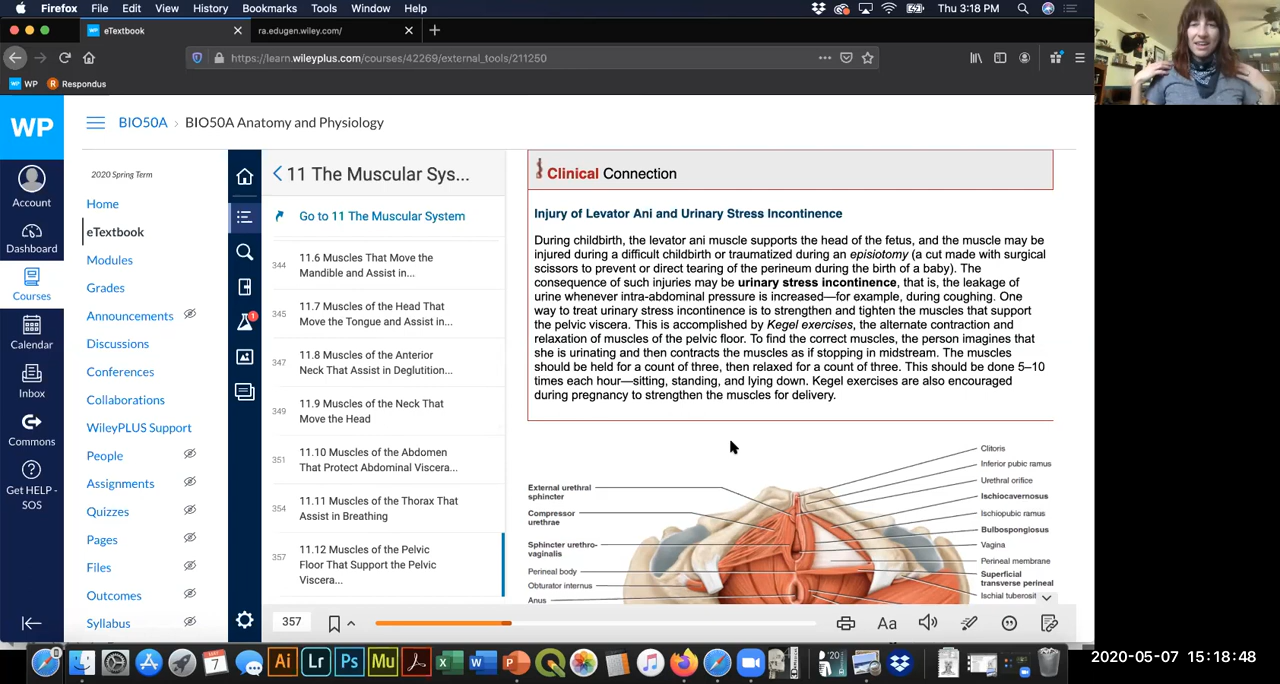 Firefox File Edit View History Bookmarks Tools Window Help
Thu 3:18 PM
eTextbook
ra.edugen.wiley.com/
https://learn.wileyplus.com/courses/42269/external_tools/211250
WP WP
R Respondus
WP
BIO50A › BIO50A Anatomy and Physiology
Account
Dashboard
Courses
Calendar
Inbox
Commons
Get HELP -
SOS
2020 Spring Term
Home
eTextbook
Modules
Grades
Announcements
Discussions
Conferences
Collaborations
WileyPLUS Support
People
Assignments
Quizzes
Pages
Files
Outcomes
Syllabus
1
11 The Muscular Sys...
Go to 11 The Muscular System
344
11.6 Muscles That Move the
Mandible and Assist in...
345
11.7 Muscles of the Head That
Move the Tongue and Assist in...
347
11.8 Muscles of the Anterior
Neck That Assist in Deglutition...
349
11.9 Muscles of the Neck That
Move the Head
351
11.10 Muscles of the Abdomen
That Protect Abdominal Viscera...
354
11.11 Muscles of the Thorax That
Assist in Breathing
357
11.12 Muscles of the Pelvic
Floor That Support the Pelvic
Viscera...
Clinical Connection
Injury of Levator Ani and Urinary Stress Incontinence
During childbirth, the levator ani muscle supports the head of the fetus, and the muscle may be
injured during a difficult childbirth or traumatized during an episiotomy (a cut made with surgical
scissors to prevent or direct tearing of the perineum during the birth of a baby). The
consequence of such injuries may be urinary stress incontinence, that is, the leakage of
urine whenever intra-abdominal pressure is increased—for example, during coughing. One
way to treat urinary stress incontinence is to strengthen and tighten the muscles that support
the pelvic viscera. This is accomplished by Kegel exercises, the alternate contraction and
relaxation of muscles of the pelvic floor. To find the correct muscles, the person imagines that
she is urinating and then contracts the muscles as if stopping in midstream. The muscles
should be held for a count of three, then relaxed for a count of three. This should be done 5–10
times each hour—sitting, standing, and lying down. Kegel exercises are also encouraged
during pregnancy to strengthen the muscles for delivery.
External urethral
sphincter
Compressor
urethrae
Sphincter urethro-
vaginalis
Perineal body
Obturator internus
Anus
Clitoris
Inferior pubic ramus
Urethral orifice
Ischiocavernosus
Ischiopubic ramus
Bulbospongiosus
Vagina
Perineal membrane
Superficial
transverse perineal
Ischial tuberosit
357
Aa
7
Ai
Lr
Ps
Mu
X
W
P
'20
2020-05-07 15:18:48